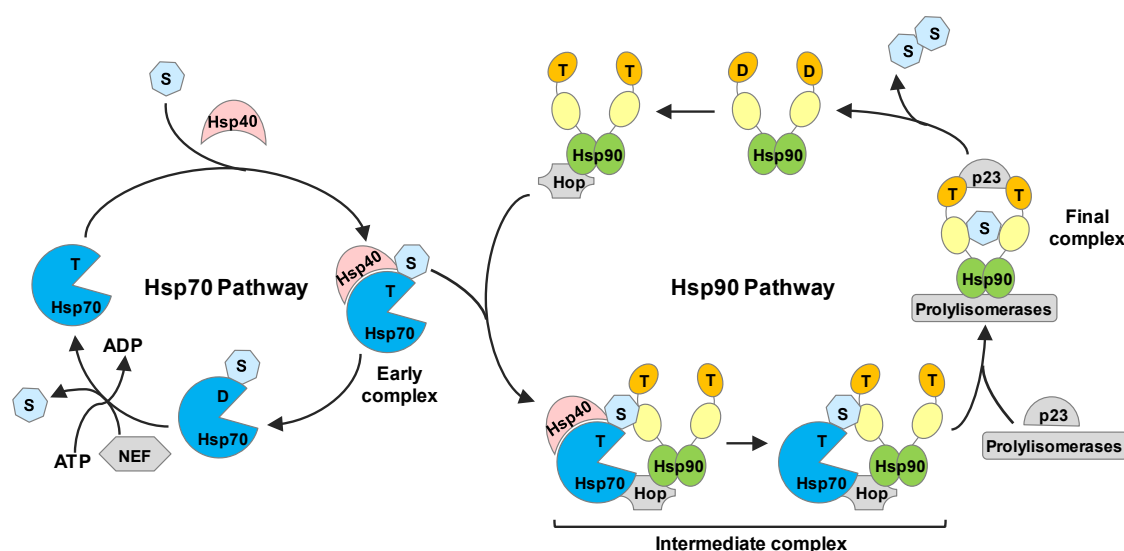 S
Hsp40
T
Hsp70
Hsp70 Pathway
Hsp40
S
T
Hsp70
Early
complex
S
D
Hsp70
ADP
S
ATP
NEF
T
T
Hsp90
Hop
D
D
Hsp90
S
S
p23
T
T
S
Hsp90
Prolylisomerases
Final
complex
Hsp90 Pathway
p23
Prolylisomerases
Hsp40
S
T
T
T
Hsp70
Hsp90
Hop
S
T
T
T
Hsp70
Hsp90
Hop
Intermediate complex